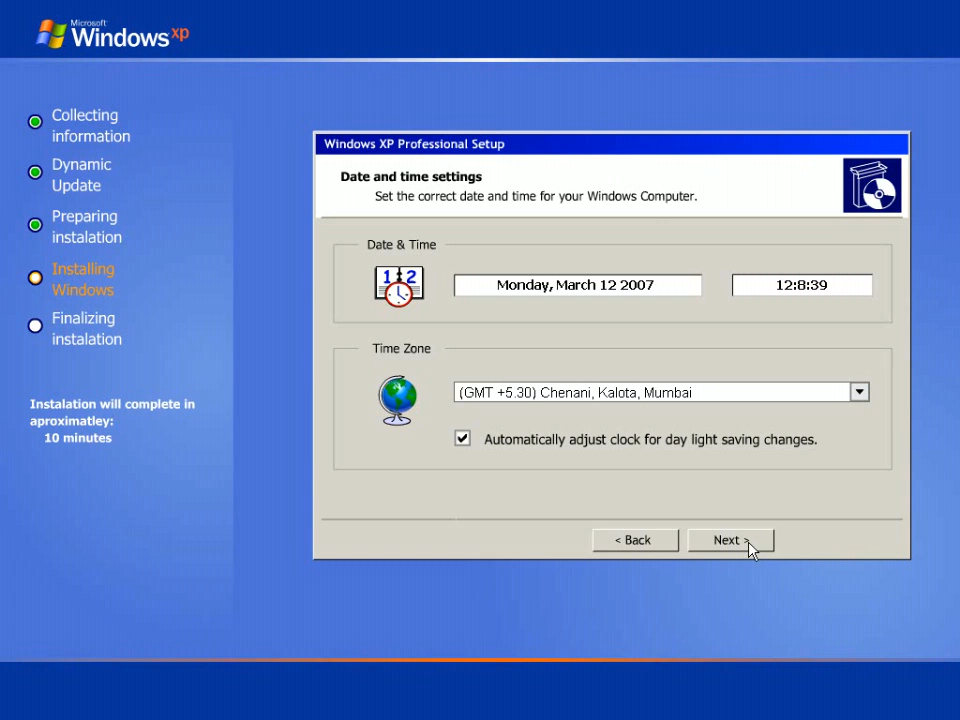 Microsoft
Windows xp
Collecting
information
Dynamic
Update
Preparing
instalation
Installing
Windows
Finalizing
instalation
Instalation will complete in
aproximatley:
10 minutes
Windows XP Professional Setup
Date and time settings
Set the correct date and time for your Windows Computer.
Date & Time
1 2
Monday, March 12 2007
12:8:39
Time Zone
(GMT +5.30) Chenani, Kalota, Mumbai
Automatically adjust clock for day light saving changes.
< Back
Next >